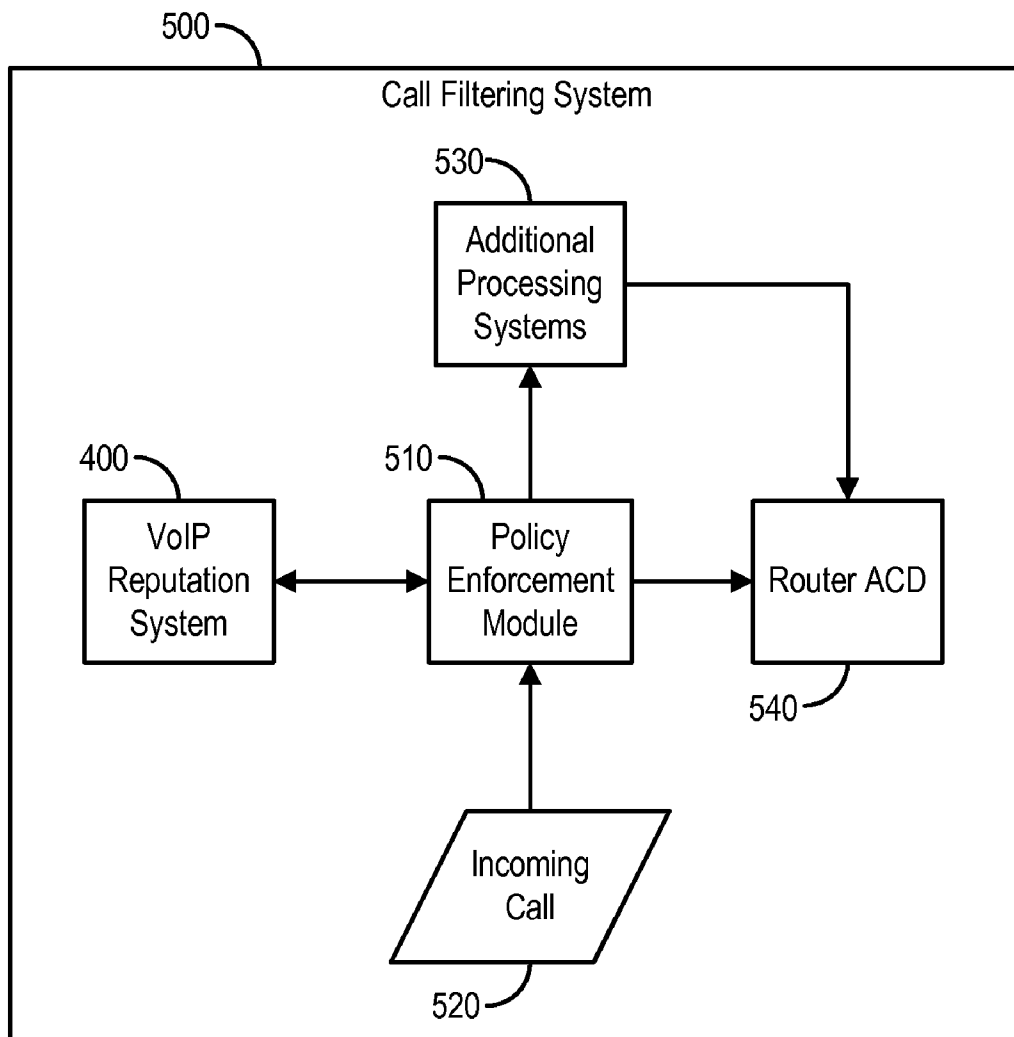 500
Call Filtering System
530
Additional
Processing
Systems
400
VoIP
Reputation
System
510
Policy
Enforcement
Module
Router ACD
540
Incoming
Call
520